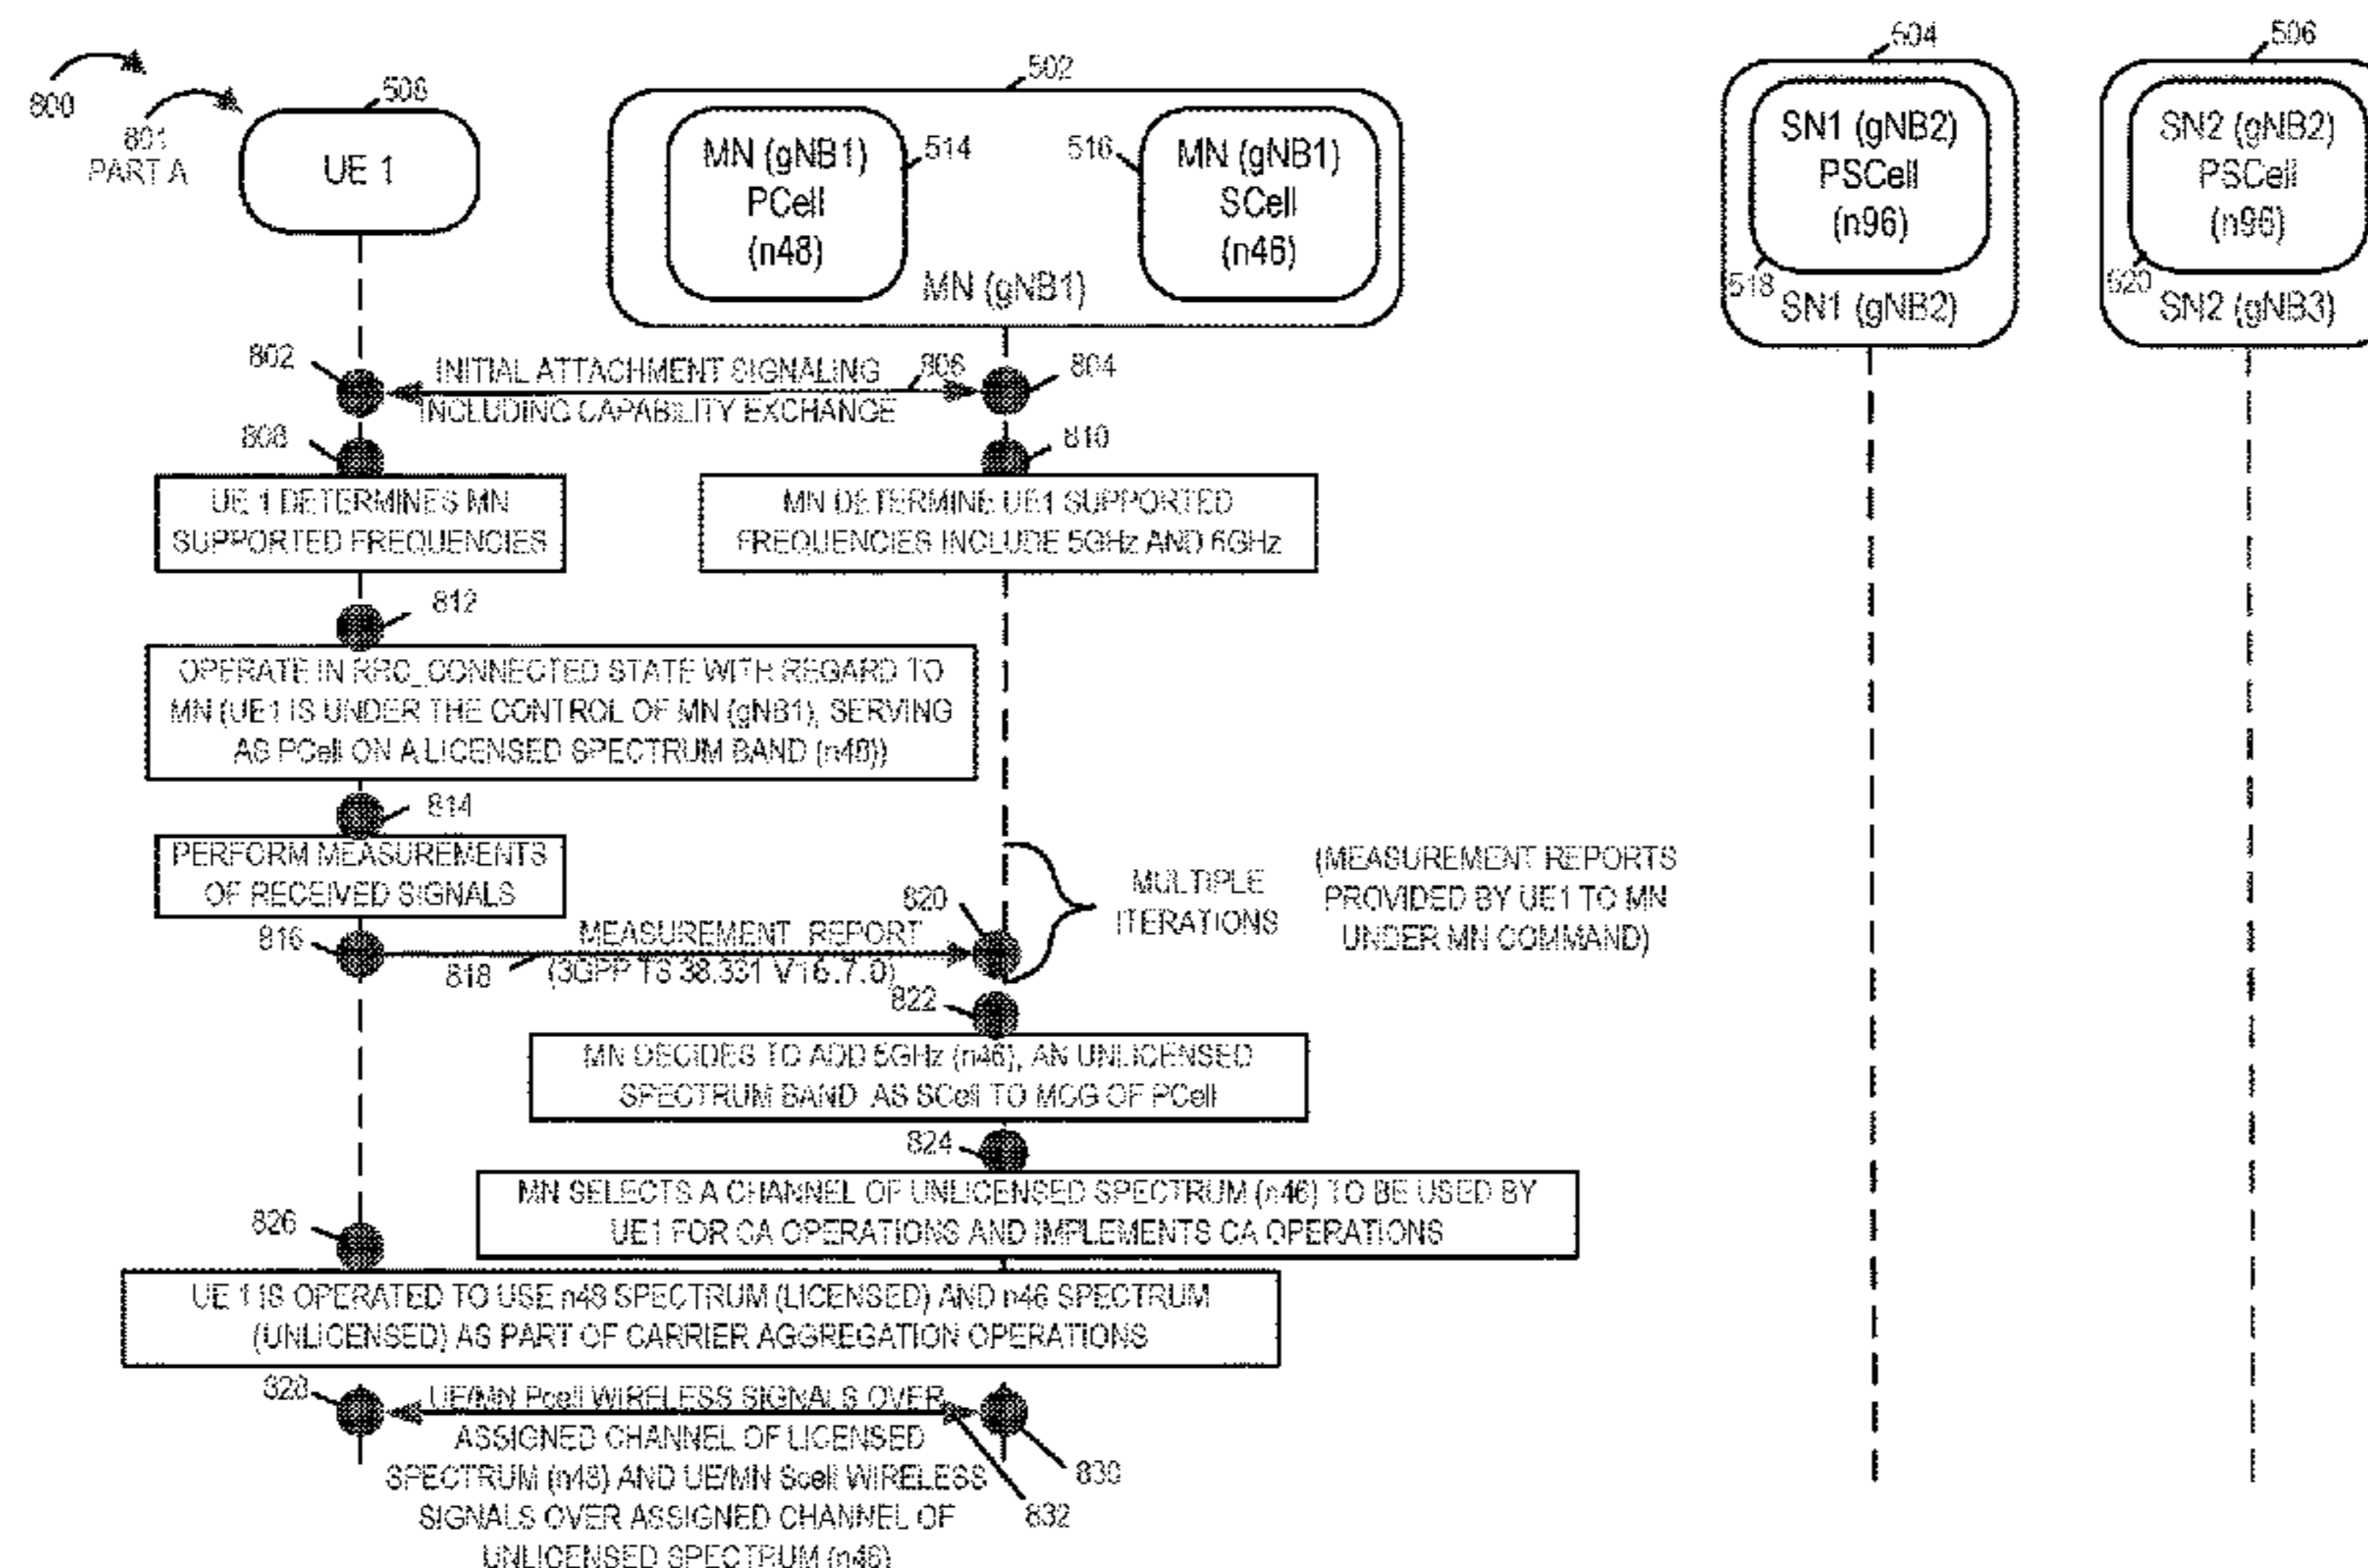 800
801
PART A
508
UE 1
502
MN (gNB1)
PCell
(n48)
514
516
MN (gNB1)
SCell
(n46)
MN (gNB1)
504
SN1 (gNB2)
PSCell
(n96)
518
SN1 (gNB2)
506
SN2 (gNB2)
PSCell
(n96)
520
SN2 (gNB3)
802
INITIAL ATTACHMENT SIGNALING
INCLUDING CAPABILITY EXCHANGE
806
804
808
UE 1 DETERMINES MN
SUPPORTED FREQUENCIES
810
MN DETERMINE UE1 SUPPORTED
FREQUENCIES INCLUDE 5GHz AND 6GHz
812
OPERATE IN RRC_CONNECTED STATE WITH REGARD TO
MN (UE1 IS UNDER THE CONTROL OF MN (gNB1), SERVING
AS PCell ON A LICENSED SPECTRUM BAND (n48))
814
PERFORM MEASUREMENTS
OF RECEIVED SIGNALS
816
MEASUREMENT REPORT
(3GPP TS 38.331 V16.7.0)
818
820
MULTIPLE
ITERATIONS
(MEASUREMENT REPORTS
PROVIDED BY UE1 TO MN
UNDER MN COMMAND)
822
MN DECIDES TO ADD 5GHz (n46), AN UNLICENSED
SPECTRUM BAND AS SCell TO MCG OF PCell
824
MN SELECTS A CHANNEL OF UNLICENSED SPECTRUM (n46) TO BE USED BY
UE1 FOR CA OPERATIONS AND IMPLEMENTS CA OPERATIONS
826
UE 1 IS OPERATED TO USE n48 SPECTRUM (LICENSED) AND n46 SPECTRUM
(UNLICENSED) AS PART OF CARRIER AGGREGATION OPERATIONS
828
UE/MN Pcell WIRELESS SIGNALS OVER
ASSIGNED CHANNEL OF LICENSED
SPECTRUM (n48) AND UE/MN Scell WIRELESS
SIGNALS OVER ASSIGNED CHANNEL OF
UNLICENSED SPECTRUM (n46)
830
832